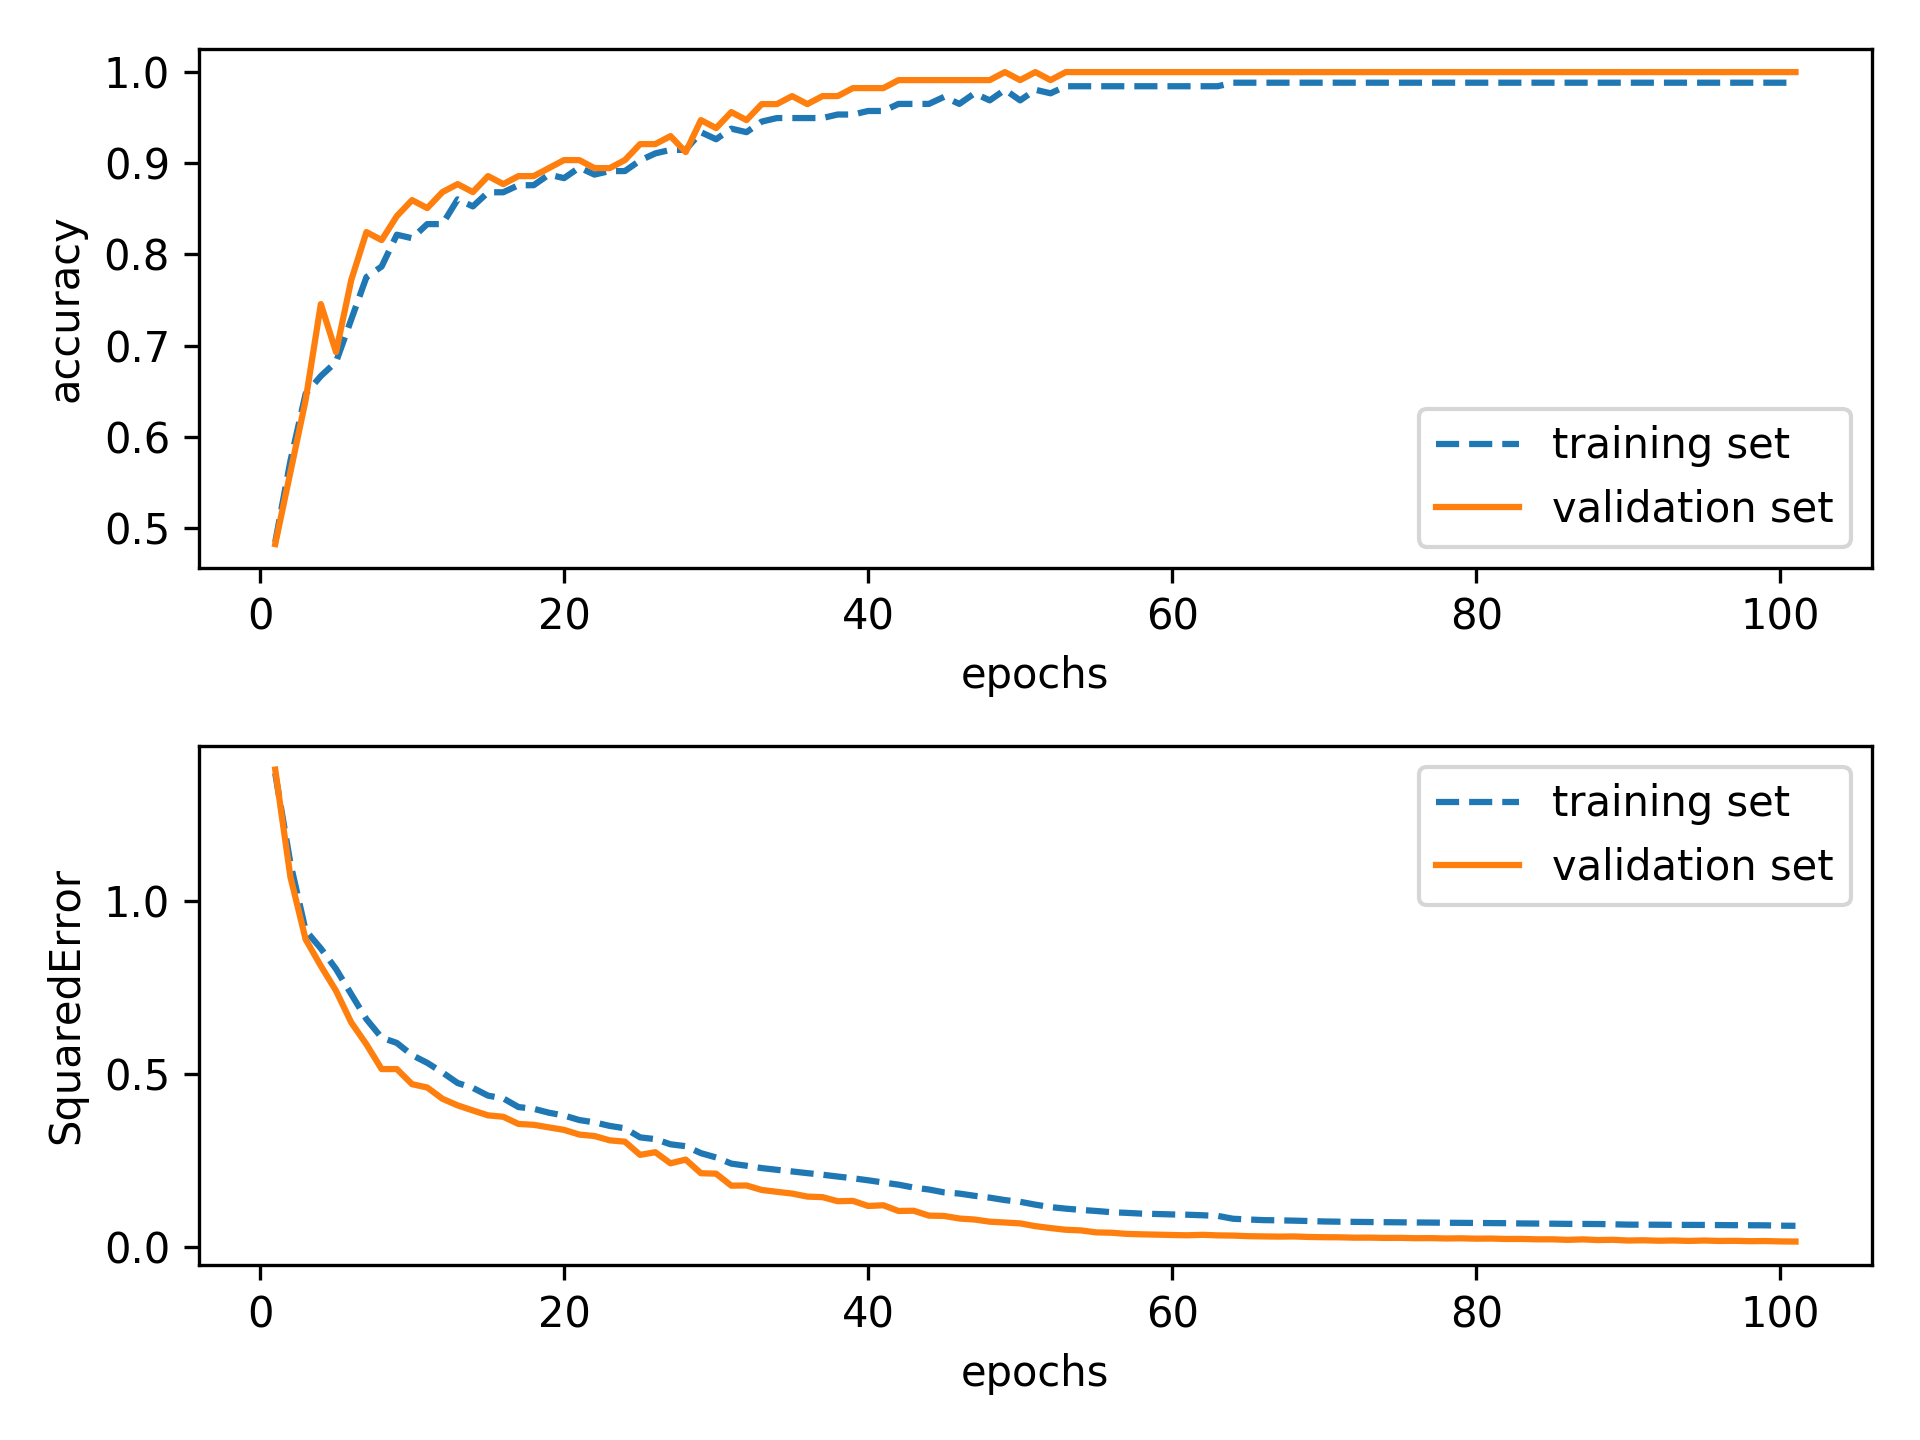 1.0
0.9
0.8
0.7
0.6
0.5
accuracy
training set
validation set
0 20 40 60 80 100
epochs
training set
validation set
1.0
0.5
0.0
SquaredError
0 20 40 60 80 100
epochs